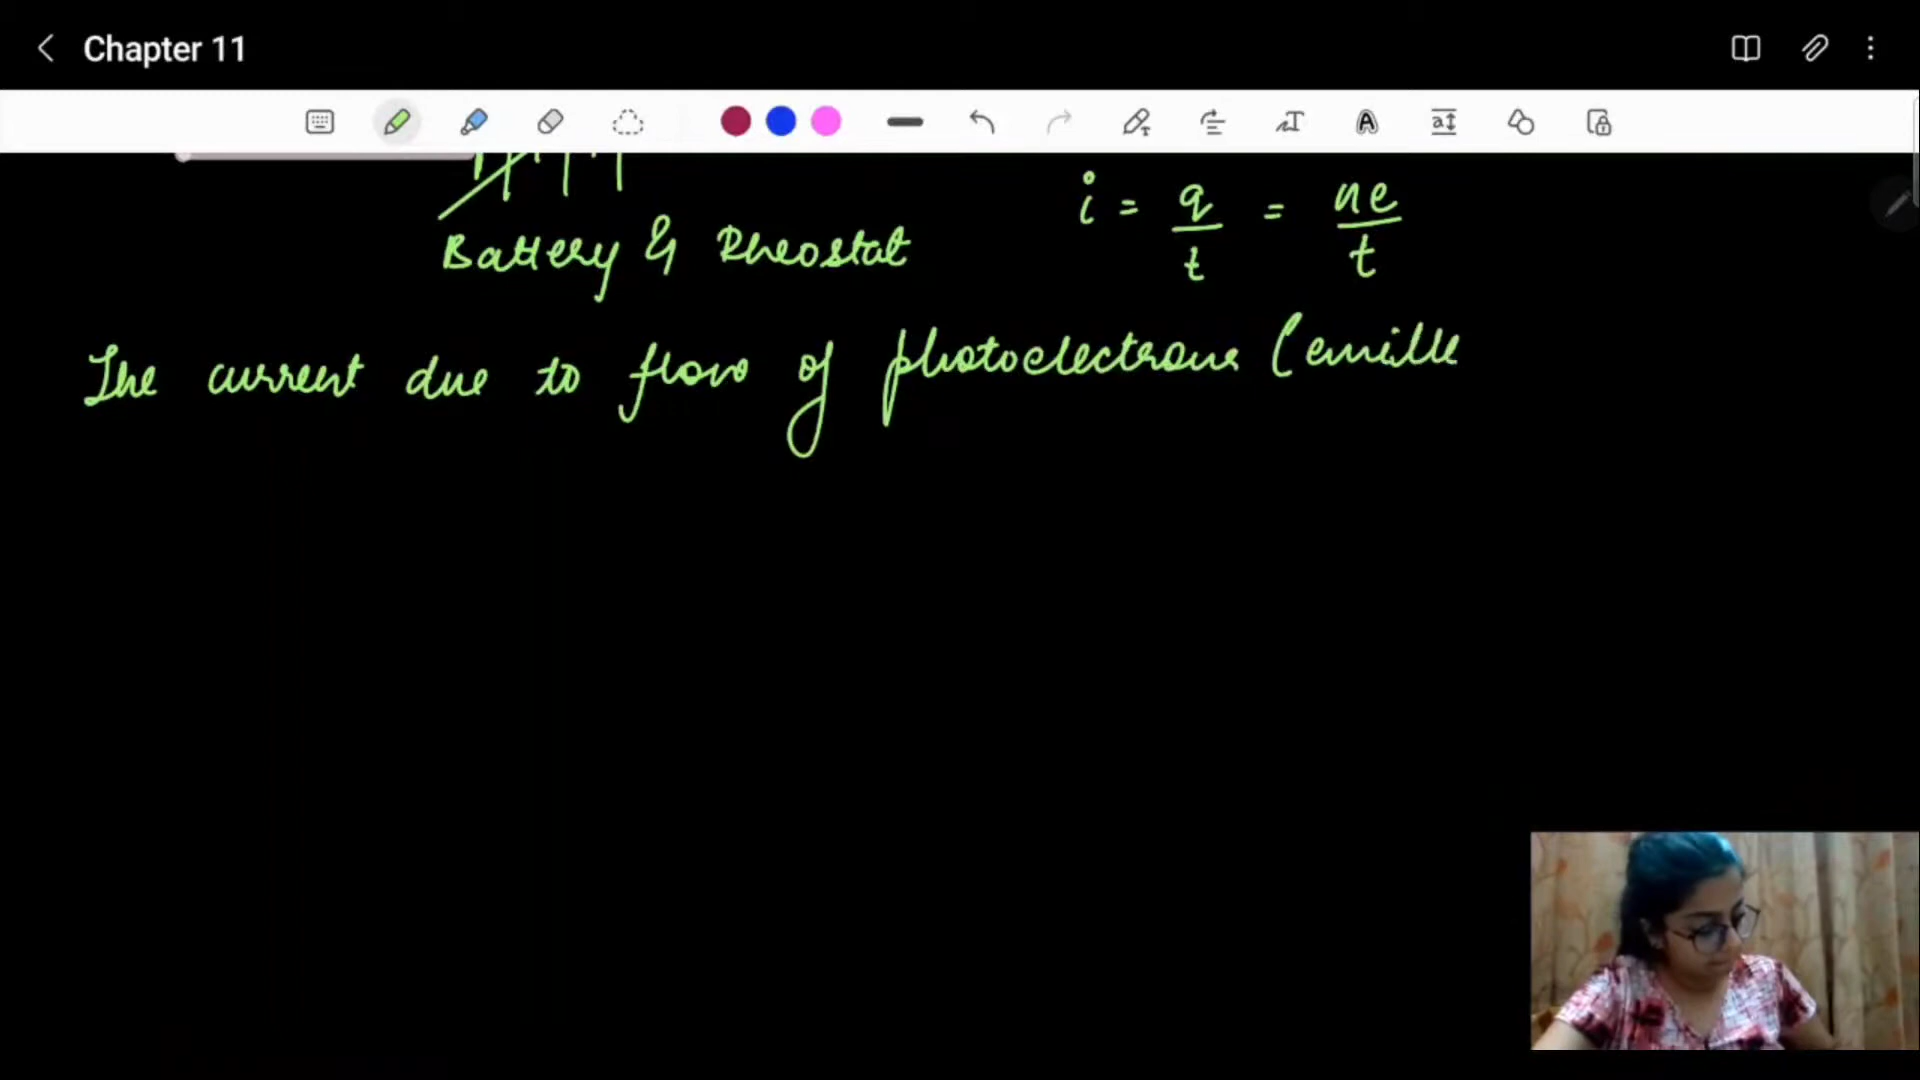 Chapter 11
Battery & Rheostat
i = q/t = ne/t
The current due to flow of photoelectrons (emitte